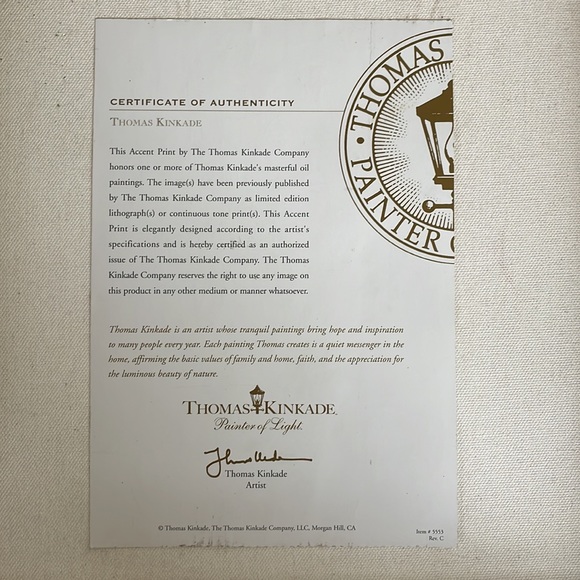 THOMAS
PAINTER
CERTIFICATE OF AUTHENTICITY
THOMAS KINKADE
This Accent Print by The Thomas Kinkade Company
honors one or more of Thomas Kinkade's masterful oil
paintings. The image(s) have been previously published
by The Thomas Kinkade Company as limited edition
lithograph(s) or continuous tone print(s). This Accent
Print is elegantly designed according to the artist's
specifications and is hereby certified as an authorized
issue of The Thomas Kinkade Company. The Thomas
Kinkade Company reserves the right to use any image on
this product in any other medium or manner whatsoever.
Thomas Kinkade is an artist whose tranquil paintings bring hope and inspiration
to many people every year. Each painting Thomas creates is a quiet messenger in the
home, affirming the basic values of family and home, faith, and the appreciation for
the luminous beauty of nature.
THOMAS KINKADE
Painter of Light
Thomas Kinkade
Artist
© Thomas Kinkade, The Thomas Kinkade Company, LLC, Morgan Hill, CA
Item # 5553
Rev. C